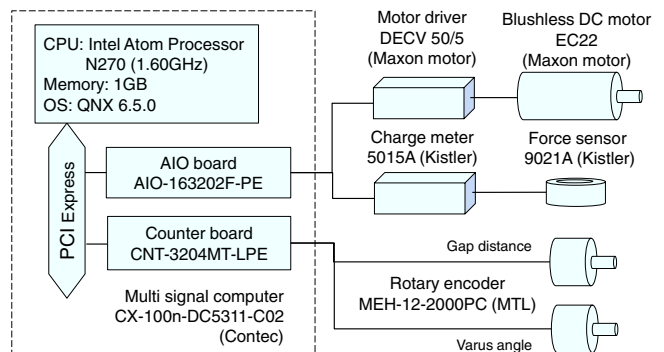 CPU: Intel Atom Processor
N270 (1.60GHz)
Memory: 1GB
OS: QNX 6.5.0
PCI Express
AIO board
AIO-163202F-PE
Counter board
CNT-3204MT-LPE
Multi signal computer
CX-100n-DC5311-C02
(Contec)
Motor driver
DECV 50/5
(Maxon motor)
Blushless DC motor
EC22
(Maxon motor)
Charge meter
5015A (Kistler)
Force sensor
9021A (Kistler)
Gap distance
Rotary encoder
MEH-12-2000PC (MTL)
Varus angle